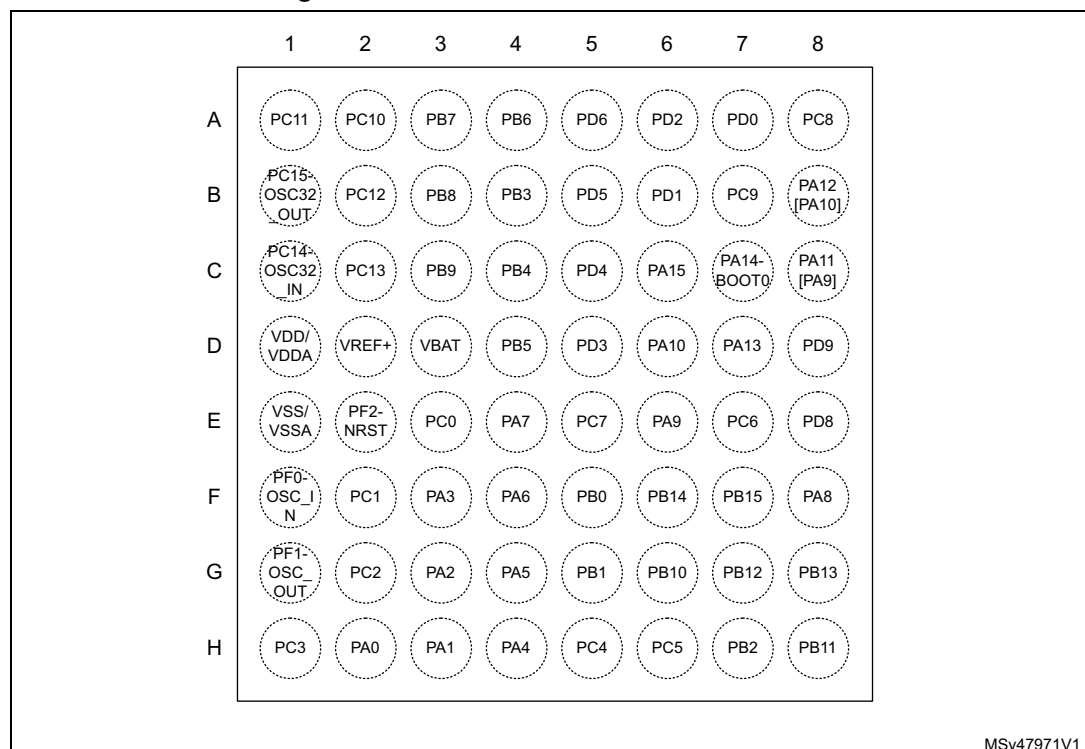 1 2 3 4 5 6 7 8
A PC11 PC10 PB7 PB6 PD6 PD2 PD0 PC8
B PC15-OSC32_OUT PC12 PB8 PB3 PD5 PD1 PC9 PA12 [PA10]
C PC14-OSC32_IN PC13 PB9 PB4 PD4 PA15 PA14-BOOT0 PA11 [PA9]
D VDD/VDDA VREF+ VBAT PB5 PD3 PA10 PA13 PD9
E VSS/VSSA PF2-NRST PC0 PA7 PC7 PA9 PC6 PD8
F PF0-OSC_IN PC1 PA3 PA6 PB0 PB14 PB15 PA8
G PF1-OSC_OUT PC2 PA2 PA5 PB1 PB10 PB12 PB13
H PC3 PA0 PA1 PA4 PC4 PC5 PB2 PB11
MSv47971V1